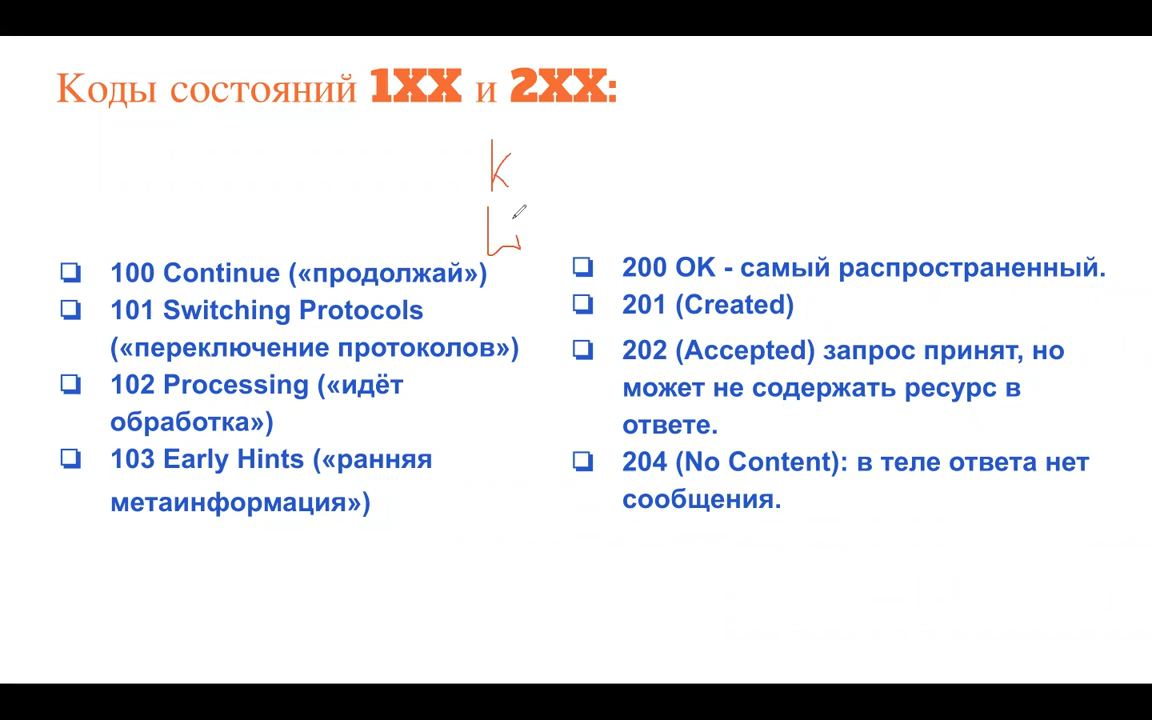 Коды состояний 1XX и 2XX:
К
100 Continue («продолжай»)
101 Switching Protocols
(«переключение протоколов»)
102 Processing («идёт
обработка»)
103 Early Hints («ранняя
метаинформация»)
200 OK - самый распространенный.
201 (Created)
202 (Accepted) запрос принят, но
может не содержать ресурс в
ответе.
204 (No Content): в теле ответа нет
сообщения.